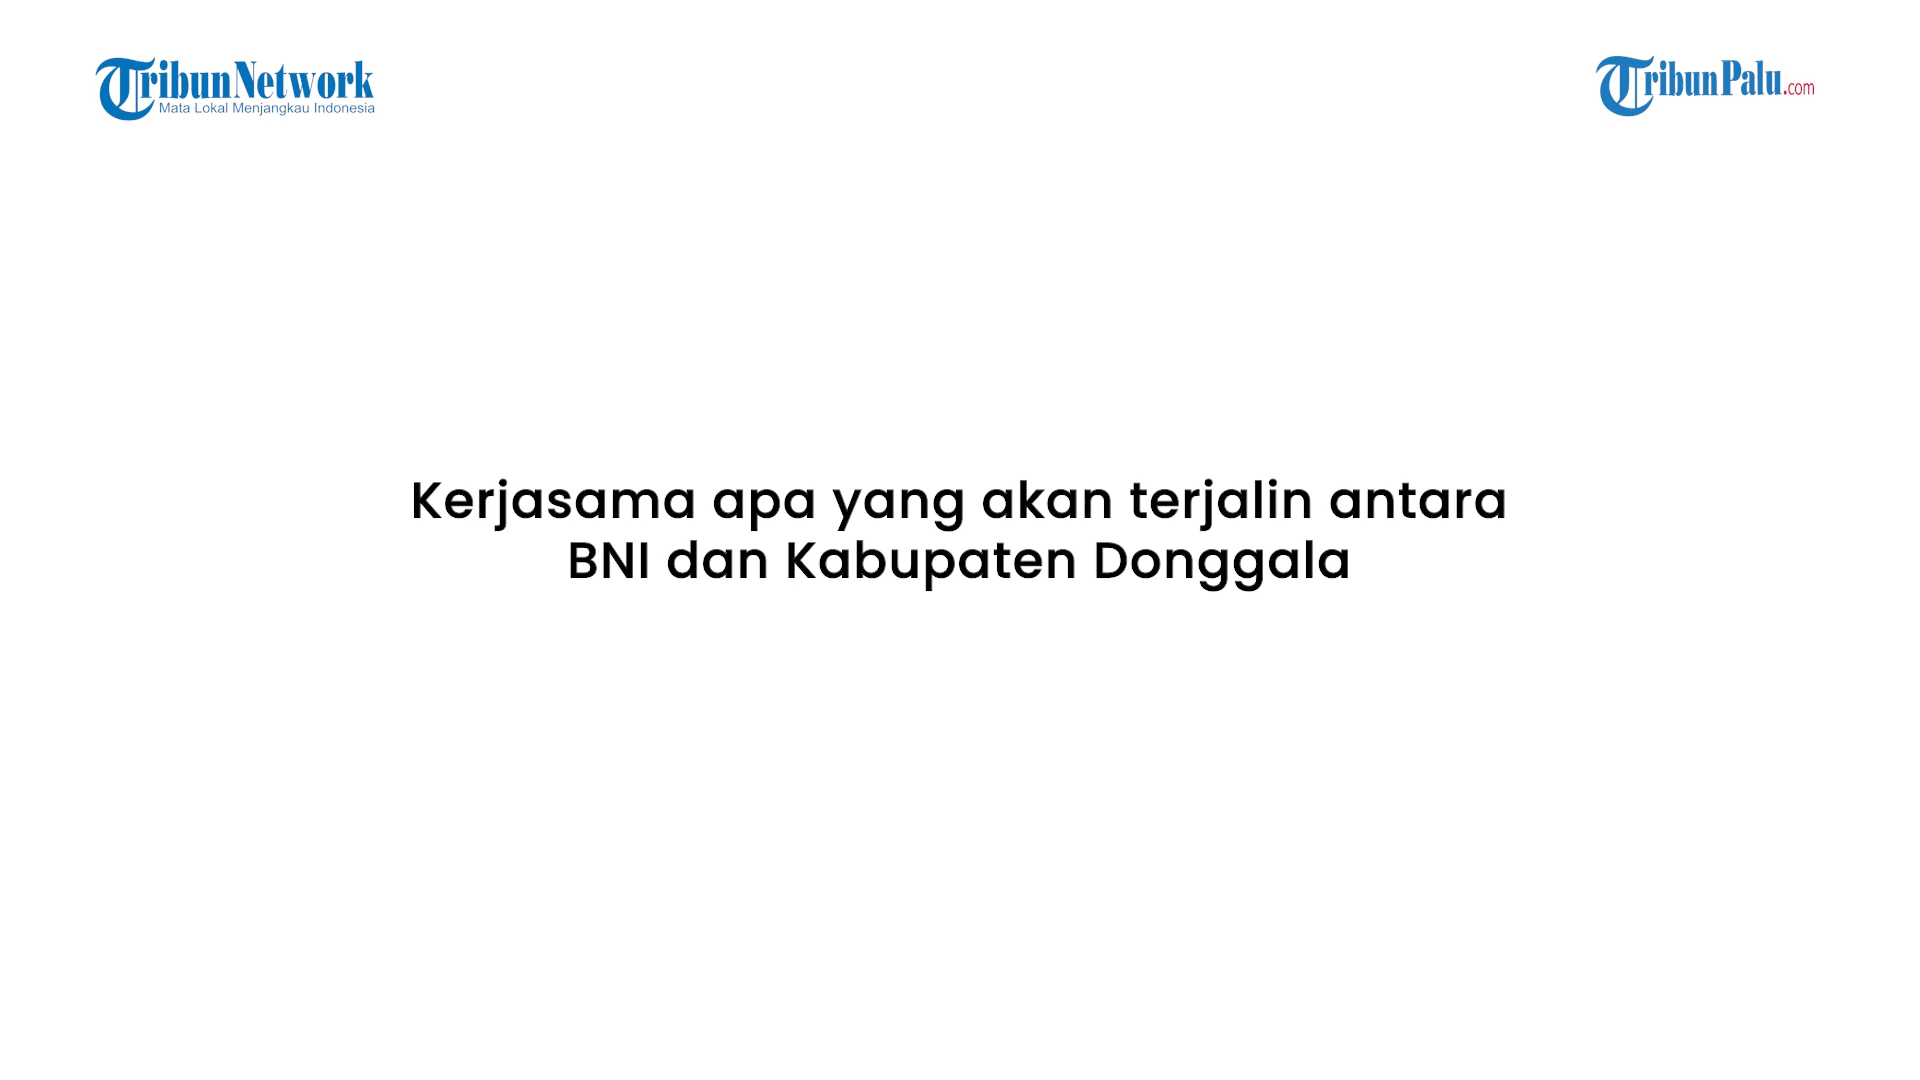 TribunNetwork
Mata Lokal Menjangkau Indonesia
TribunPalu.com
Kerjasama apa yang akan terjalin antara
BNI dan Kabupaten Donggala